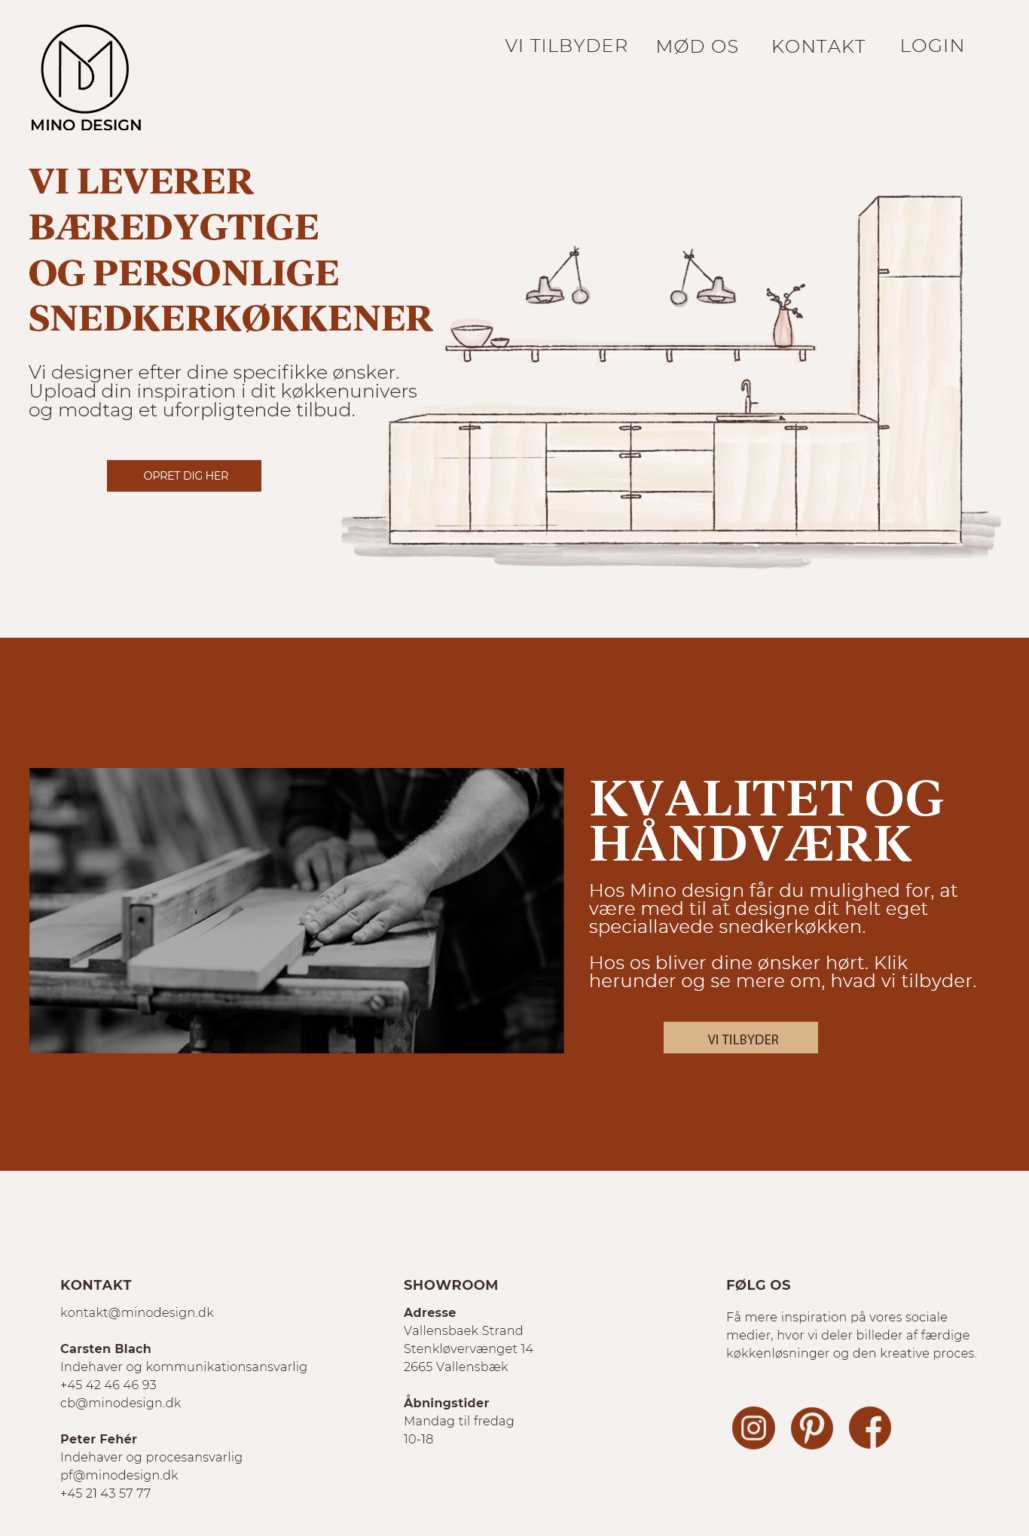 VI TILBYDER MØD OS KONTAKT LOGIN
MINO DESIGN
VI LEVERER
BÆREDYGTIGE
OG PERSONLIGE
SNEDKERKØKKENER
Vi designer efter dine specifikke ønsker.
Upload din inspiration i dit køkkenunivers
og modtag et uforpligtende tilbud.
OPRET DIG HER
KVALITET OG
HÅNDVÆRK
Hos Mino design får du mulighed for, at
være med til at designe dit helt eget
speciallavede snedkerkøkken.
Hos os bliver dine ønsker hørt. Klik
herunder og se mere om, hvad vi tilbyder.
VI TILBYDER
KONTAKT
kontakt@minodesign.dk
Carsten Blach
Indehaver og kommunikationsansvarlig
+45 42 46 46 93
cb@minodesign.dk
Peter Fehér
Indehaver og procesansvarlig
pf@minodesign.dk
+45 21 43 57 77
SHOWROOM
Adresse
Vallensbaek Strand
Stenkløvervænget 14
2665 Vallensbæk
Åbningstider
Mandag til fredag
10-18
FØLG OS
Få mere inspiration på vores sociale
medier, hvor vi deler billeder af færdige
køkkenløsninger og den kreative proces.